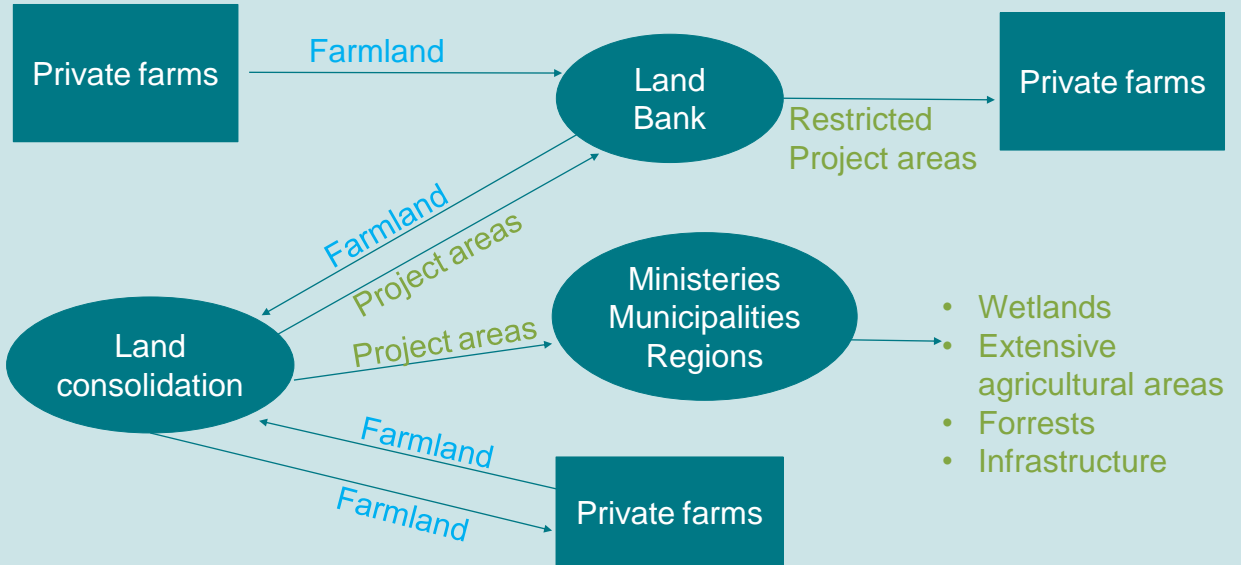 Private farms
Farmland
Land
Bank
Restricted
Project areas
Private farms
Farmland
Project areas
Land
consolidation
Project areas
Ministeries
Municipalities
Regions
• Wetlands
• Extensive
agricultural areas
• Forrests
• Infrastructure
Farmland
Farmland
Private farms